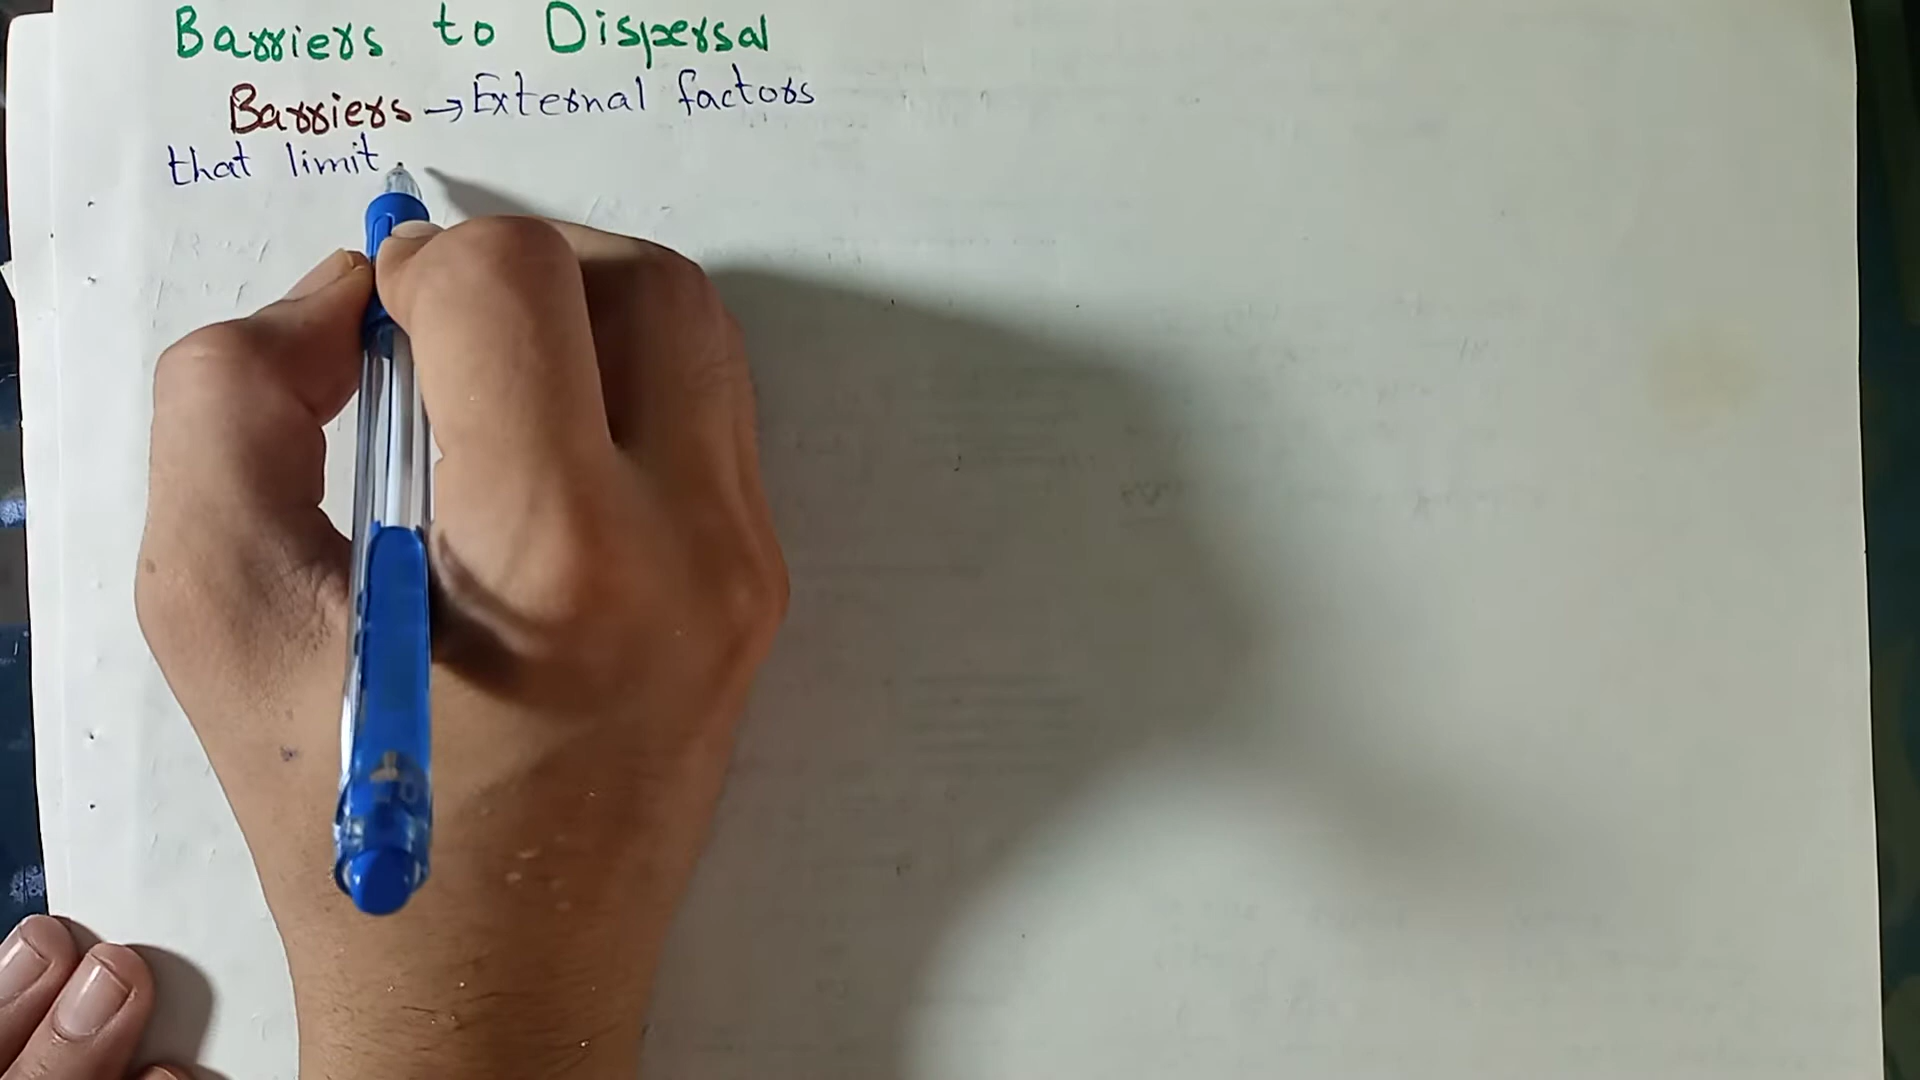 Barriers to Dispersal
Barriers → External factors
that limit